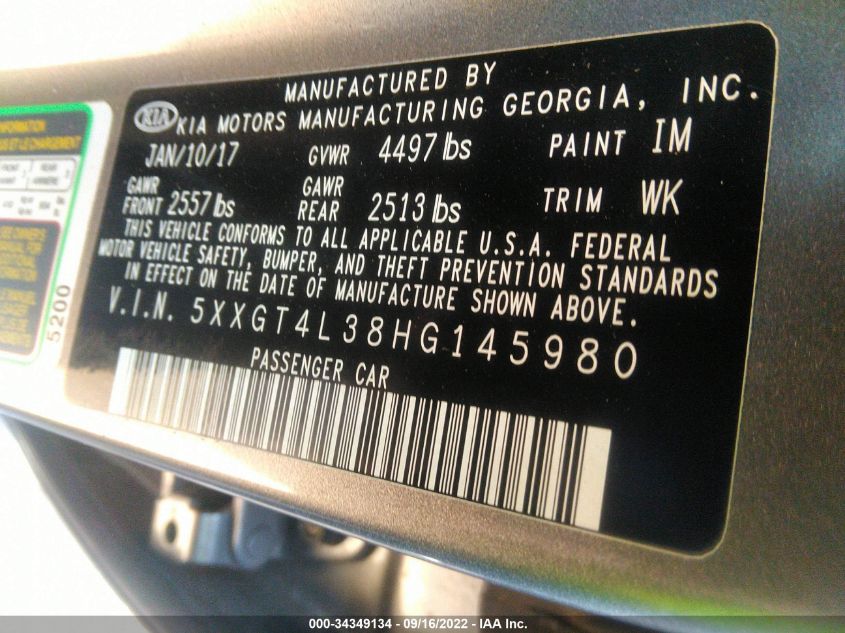 MANUFACTURED BY
KIA KIA MOTORS MANUFACTURING GEORGIA, INC.
JAN/10/17 GVWR 4497 lbs PAINT IM
GAWR FRONT 2557 lbs GAWR REAR 2513 lbs TRIM WK
THIS VEHICLE CONFORMS TO ALL APPLICABLE U.S.A. FEDERAL
MOTOR VEHICLE SAFETY, BUMPER, AND THEFT PREVENTION STANDARDS
IN EFFECT ON THE DATE OF MANUFACTURE SHOWN ABOVE.
V.I.N. 5XXGT4L38HG145980
PASSENGER CAR
5200
000-34349134 - 09/16/2022 - IAA Inc.